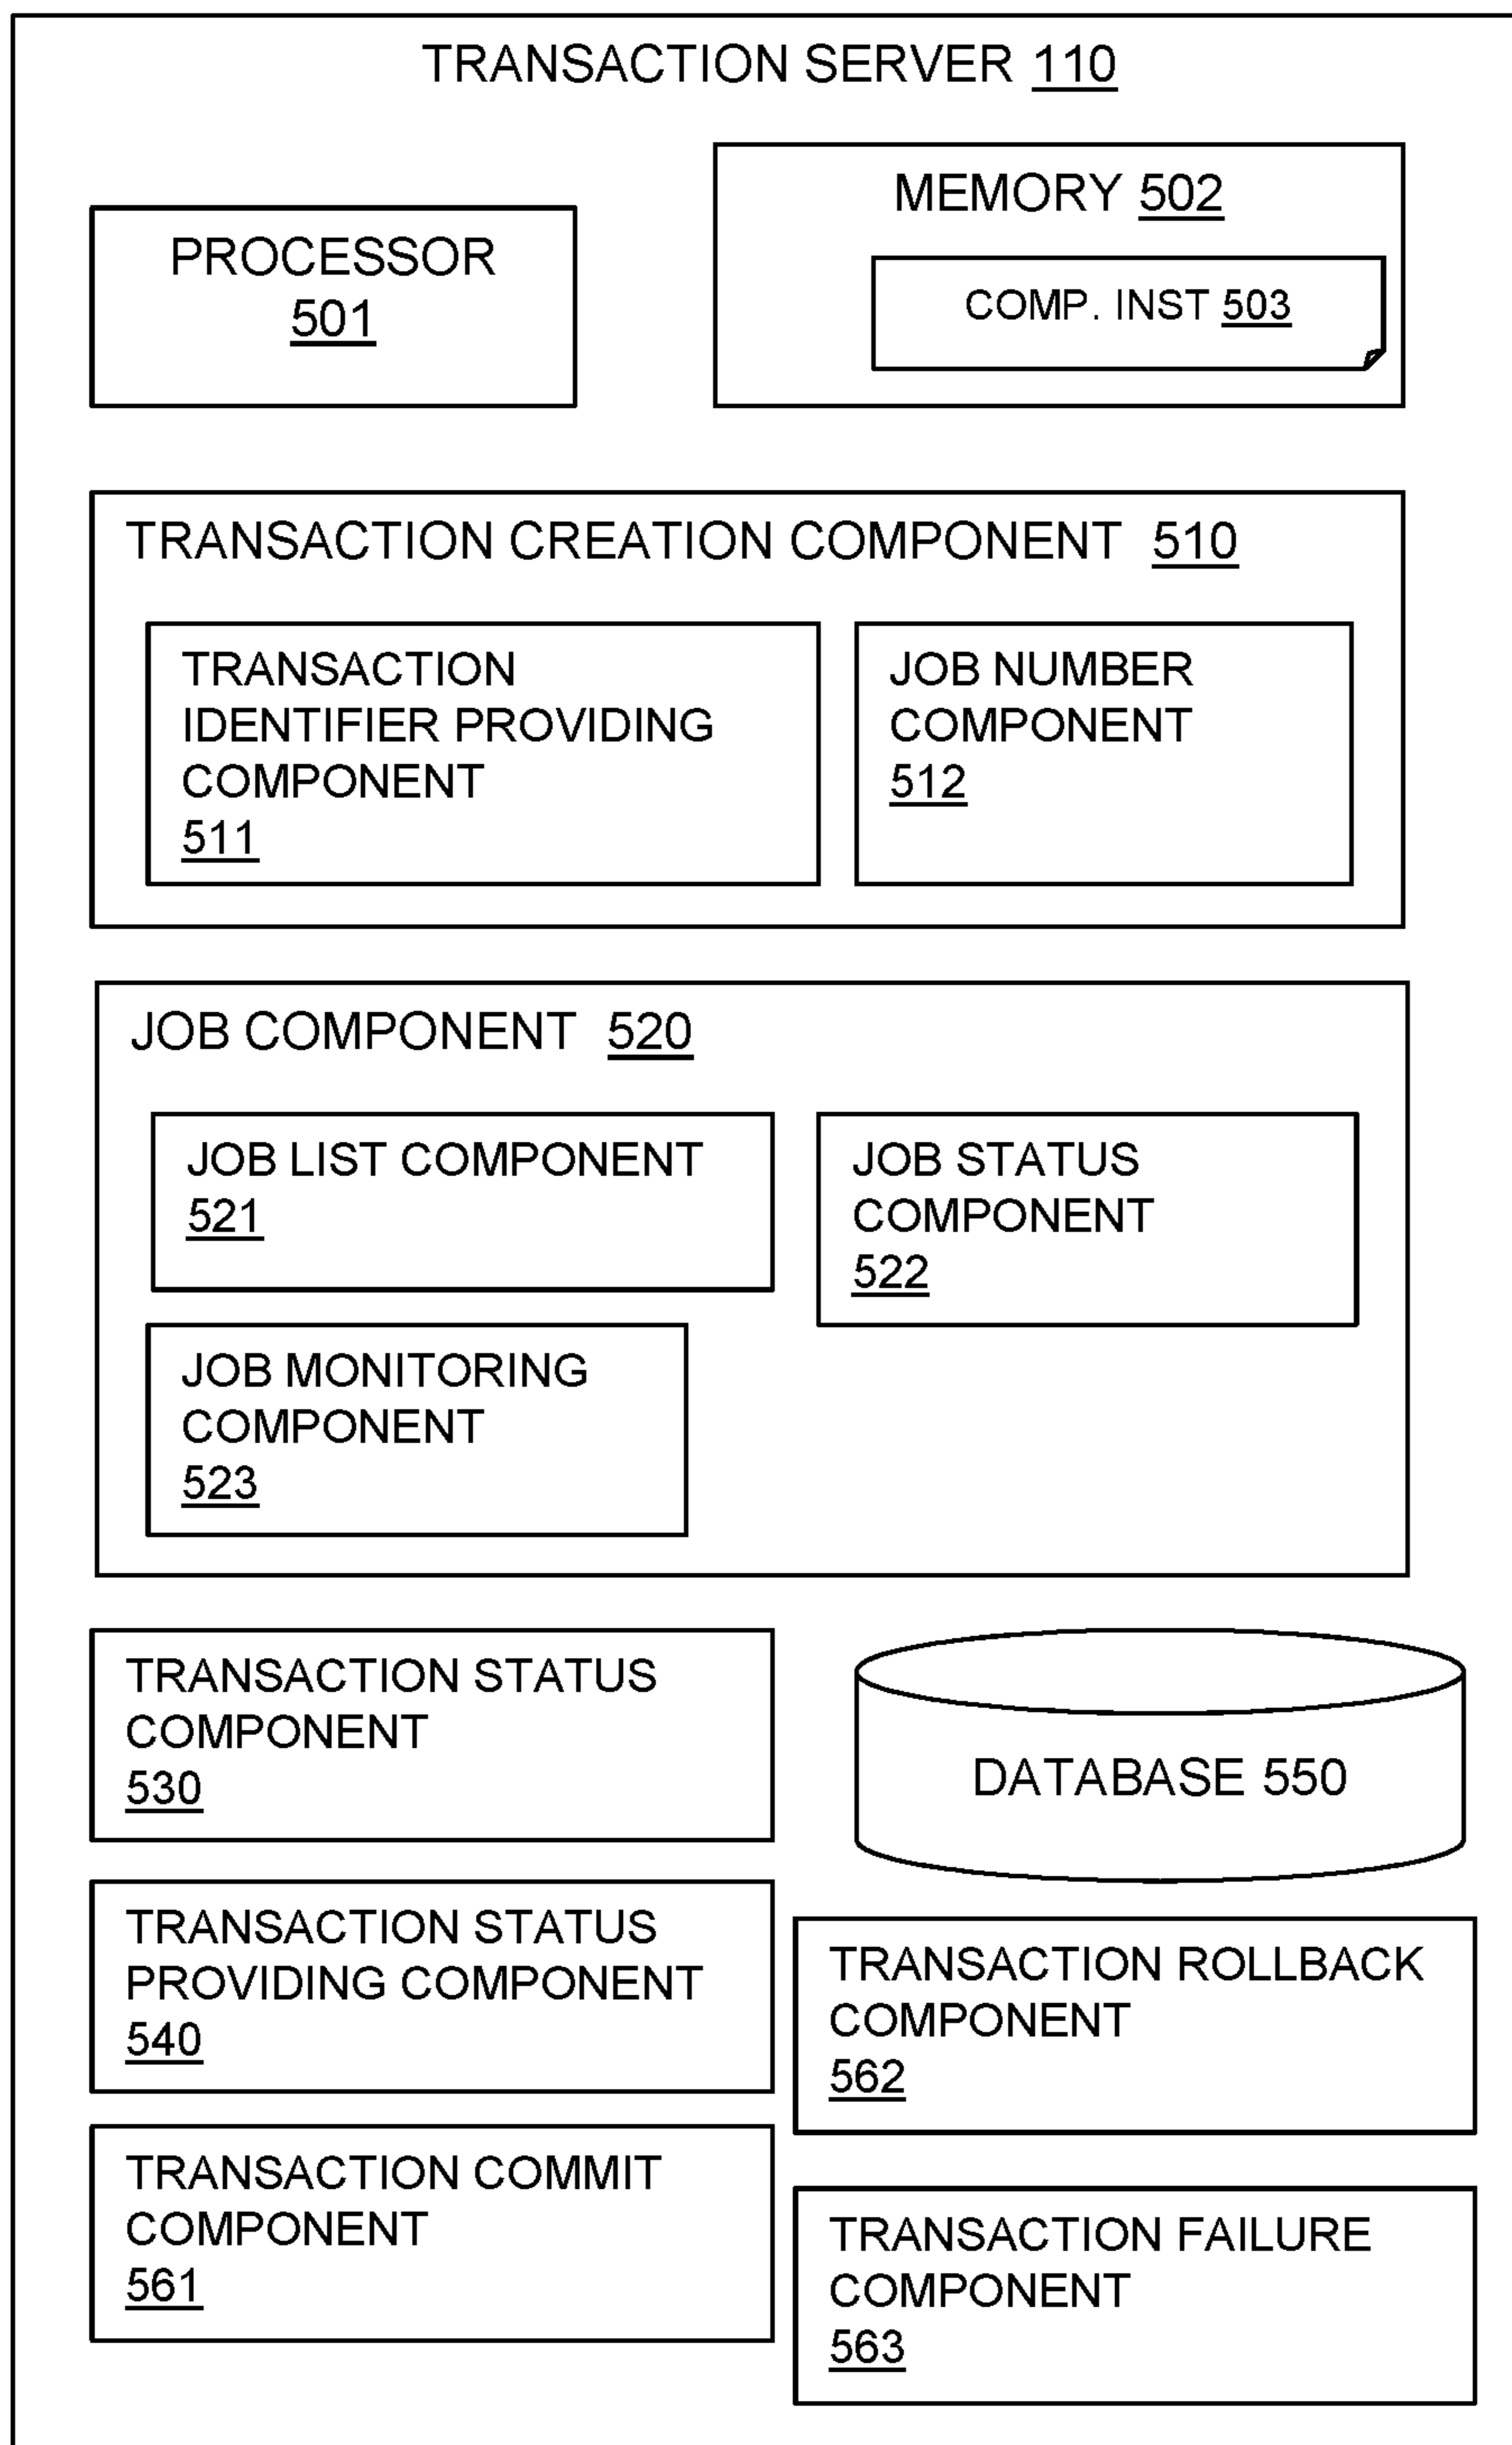 TRANSACTION SERVER 110
PROCESSOR
501
MEMORY 502
COMP. INST 503
TRANSACTION CREATION COMPONENT 510
TRANSACTION
IDENTIFIER PROVIDING
COMPONENT
511
JOB NUMBER
COMPONENT
512
JOB COMPONENT 520
JOB LIST COMPONENT
521
JOB STATUS
COMPONENT
522
JOB MONITORING
COMPONENT
523
TRANSACTION STATUS
COMPONENT
530
DATABASE 550
TRANSACTION STATUS
PROVIDING COMPONENT
540
TRANSACTION ROLLBACK
COMPONENT
562
TRANSACTION COMMIT
COMPONENT
561
TRANSACTION FAILURE
COMPONENT
563